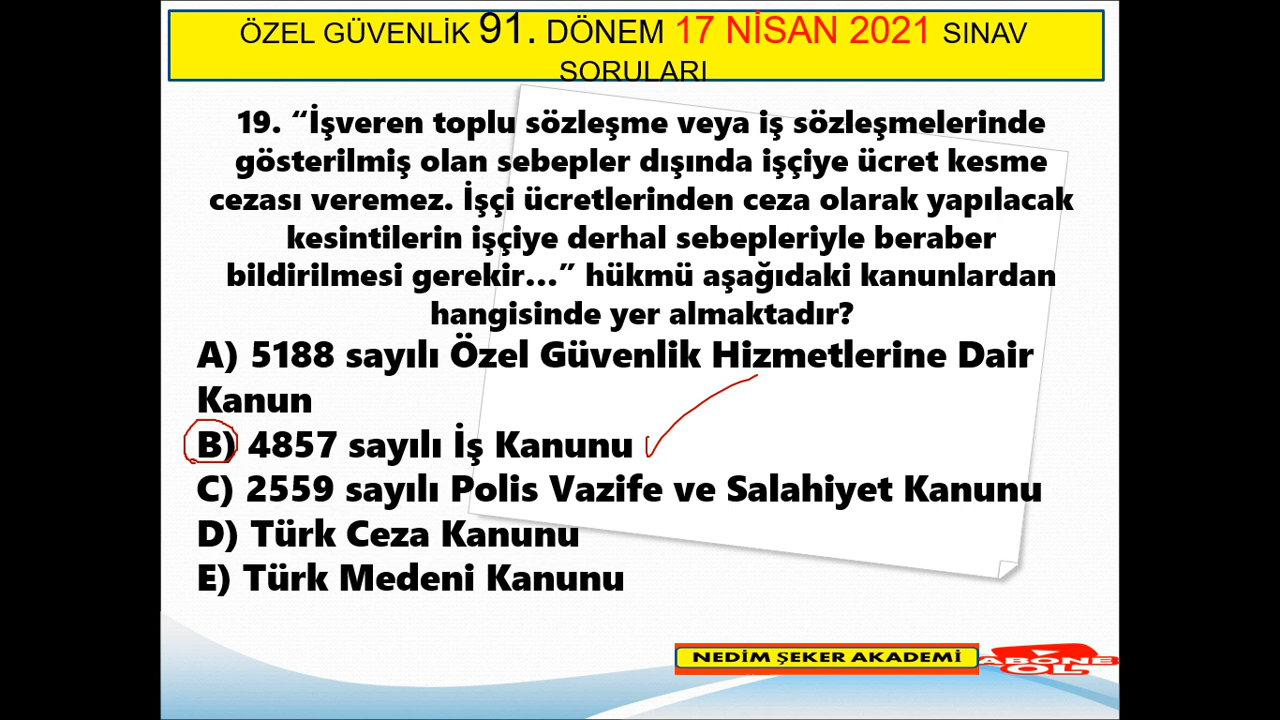 ÖZEL GÜVENLİK 91. DÖNEM 17 NİSAN 2021 SINAV
SORULARI
19. “İşveren toplu sözleşme veya iş sözleşmelerinde
gösterilmiş olan sebepler dışında işçiye ücret kesme
cezası veremez. İşçi ücretlerinden ceza olarak yapılacak
kesintilerin işçiye derhal sebepleriyle beraber
bildirilmesi gerekir...” hükmü aşağıdaki kanunlardan
hangisinde yer almaktadır?
A) 5188 sayılı Özel Güvenlik Hizmetlerine Dair
Kanun
B) 4857 sayılı İş Kanunu
C) 2559 sayılı Polis Vazife ve Salahiyet Kanunu
D) Türk Ceza Kanunu
E) Türk Medeni Kanunu
NEDİM ŞEKER AKADEMİ
ABONE
OL